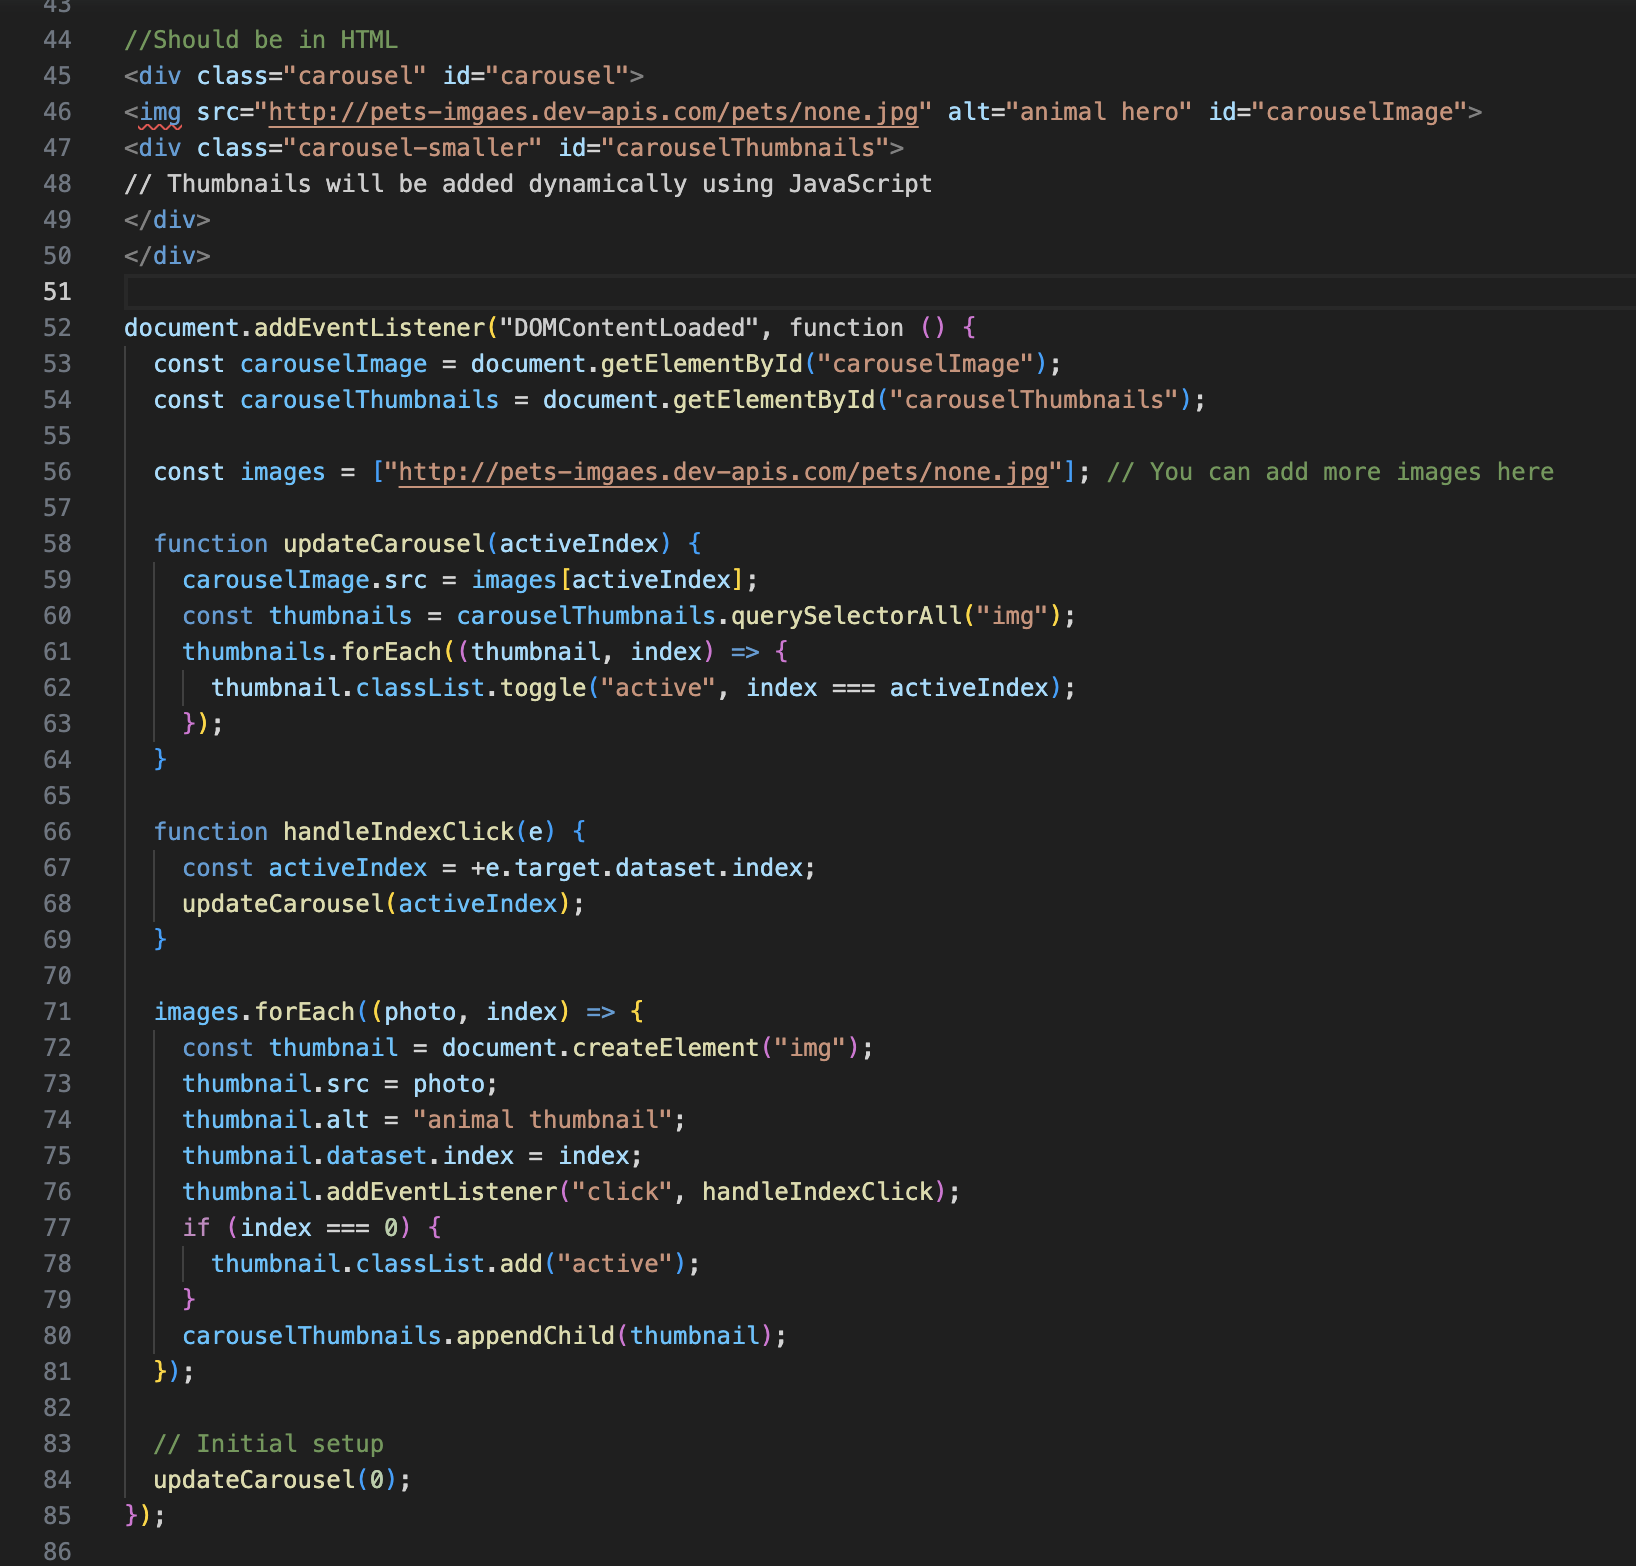 43
44 //Should be in HTML
45 <div class="carousel" id="carousel">
46 <img src="http://pets-imgaes.dev-apis.com/pets/none.jpg" alt="animal hero" id="carouselImage">
47 <div class="carousel-smaller" id="carouselThumbnails">
48 // Thumbnails will be added dynamically using JavaScript
49 </div>
50 </div>
51
52 document.addEventListener("DOMContentLoaded", function () {
53   const carouselImage = document.getElementById("carouselImage");
54   const carouselThumbnails = document.getElementById("carouselThumbnails");
55
56   const images = ["http://pets-imgaes.dev-apis.com/pets/none.jpg"]; // You can add more images here
57
58   function updateCarousel(activeIndex) {
59     carouselImage.src = images[activeIndex];
60     const thumbnails = carouselThumbnails.querySelectorAll("img");
61     thumbnails.forEach((thumbnail, index) => {
62       thumbnail.classList.toggle("active", index === activeIndex);
63     });
64   }
65
66   function handleIndexClick(e) {
67     const activeIndex = +e.target.dataset.index;
68     updateCarousel(activeIndex);
69   }
70
71   images.forEach((photo, index) => {
72     const thumbnail = document.createElement("img");
73     thumbnail.src = photo;
74     thumbnail.alt = "animal thumbnail";
75     thumbnail.dataset.index = index;
76     thumbnail.addEventListener("click", handleIndexClick);
77     if (index === 0) {
78       thumbnail.classList.add("active");
79     }
80     carouselThumbnails.appendChild(thumbnail);
81   });
82
83   // Initial setup
84   updateCarousel(0);
85 });
86